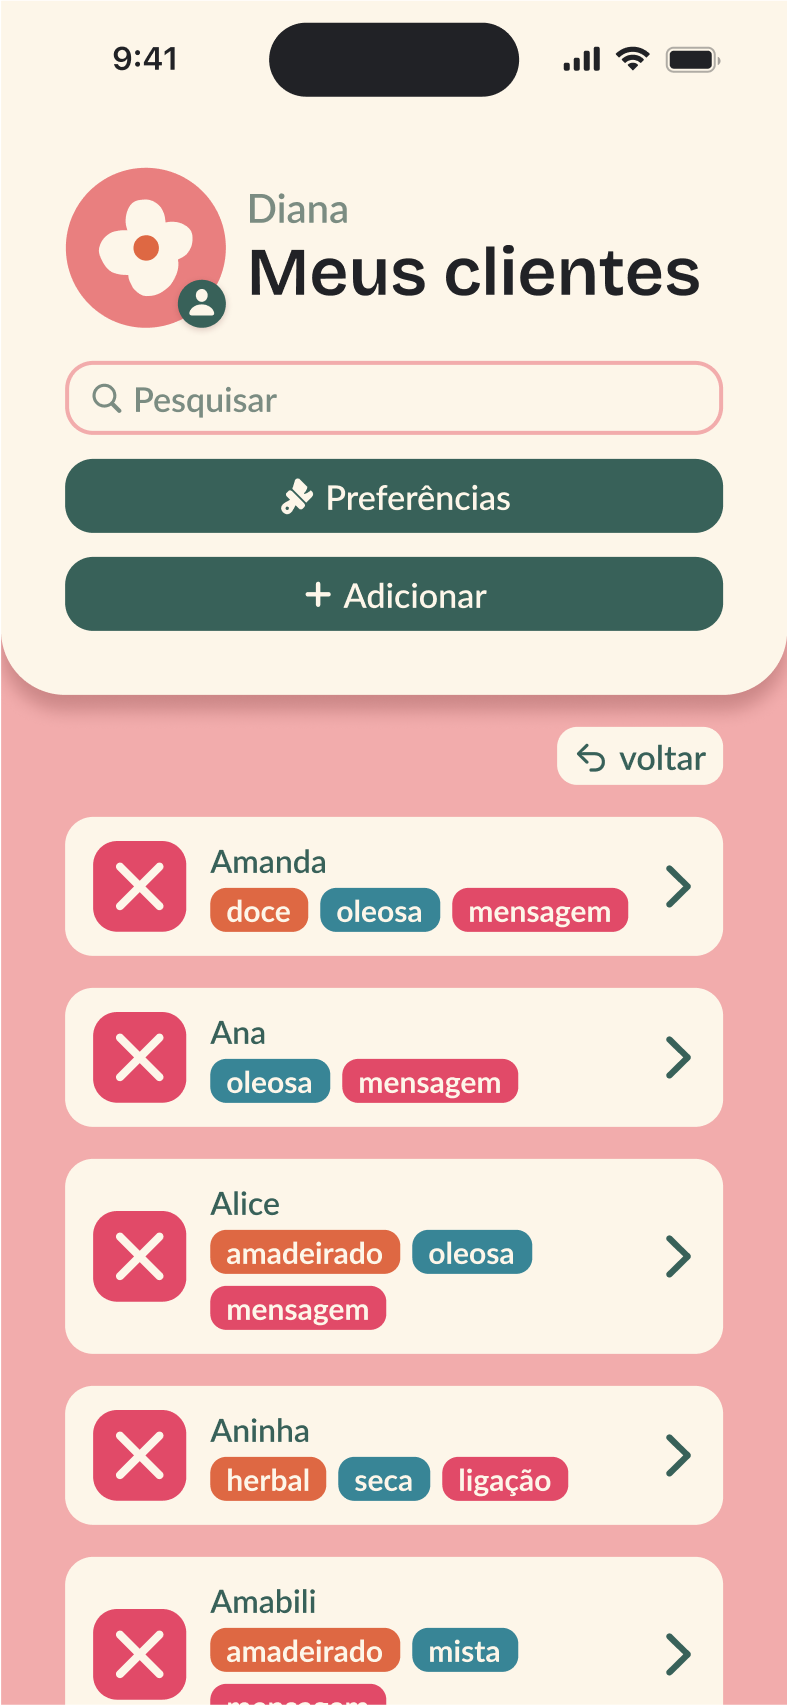 9:41
Diana
Meus clientes
Pesquisar
Preferências
Adicionar
voltar
Amanda
doce oleosa mensagem
Ana
oleosa mensagem
Alice
amadeirado oleosa
mensagem
Aninha
herbal seca ligação
Amabili
amadeirado mista